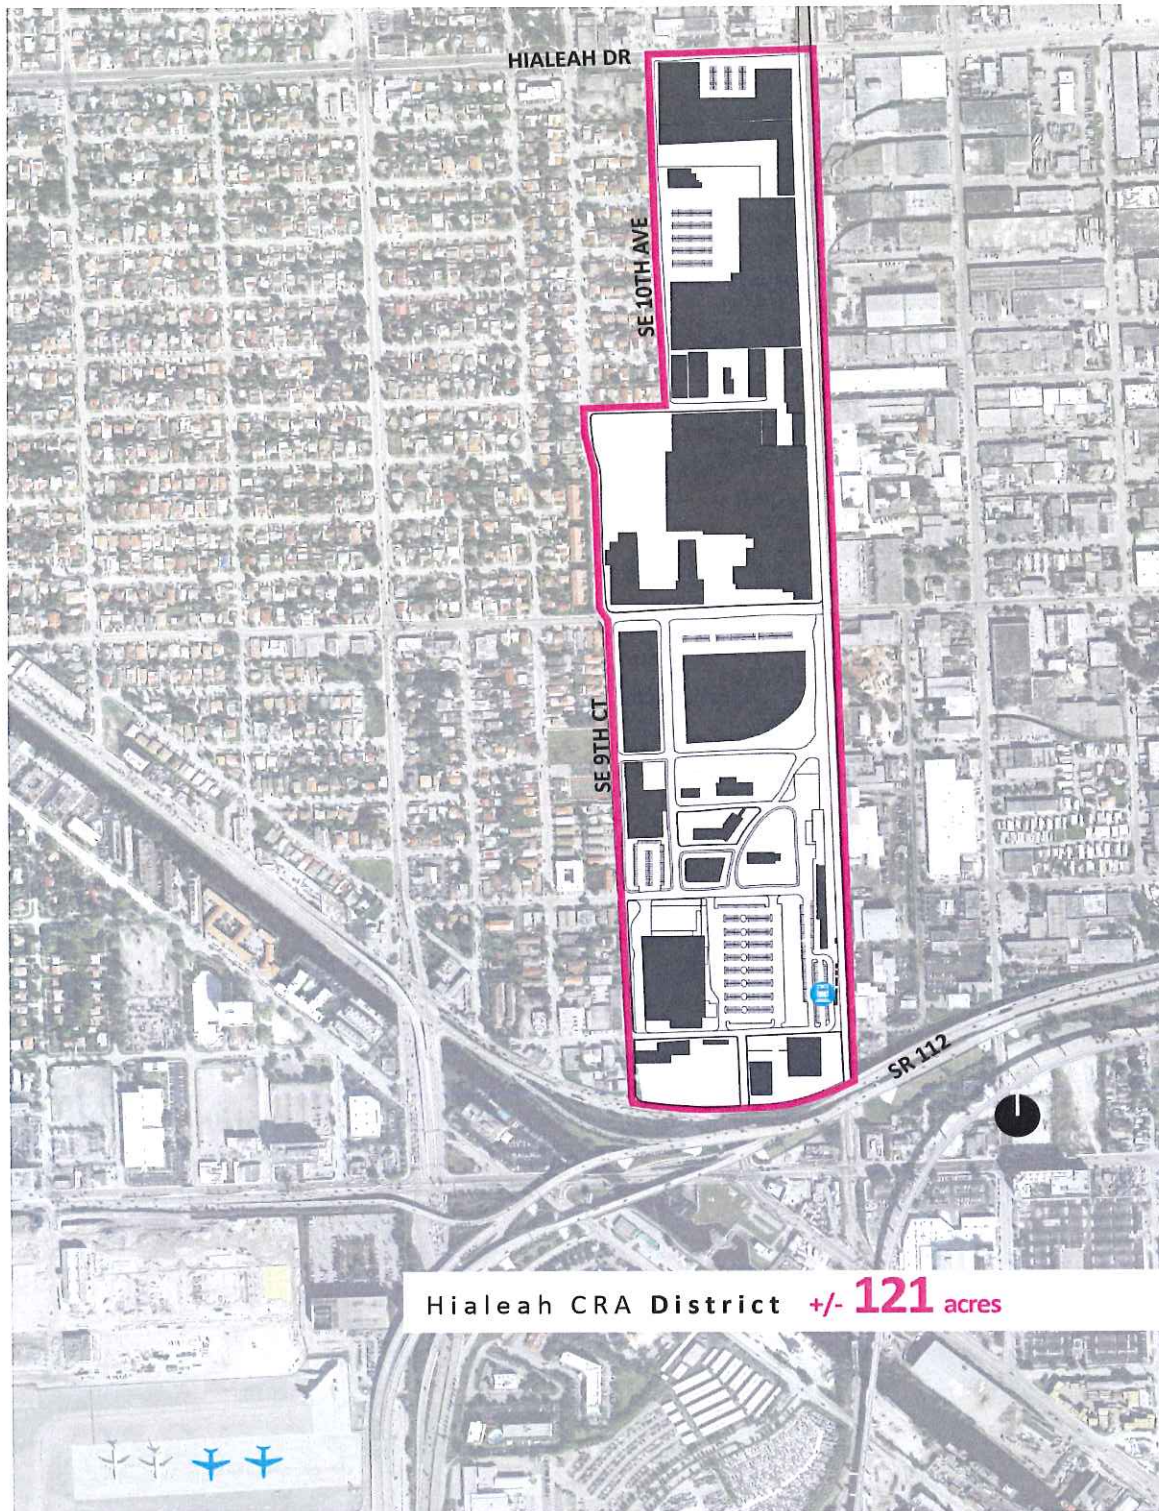 HIALEAH DR
SE 10TH AVE
SE 9TH CT
SR 112
Hialeah CRA District +/- 121 acres